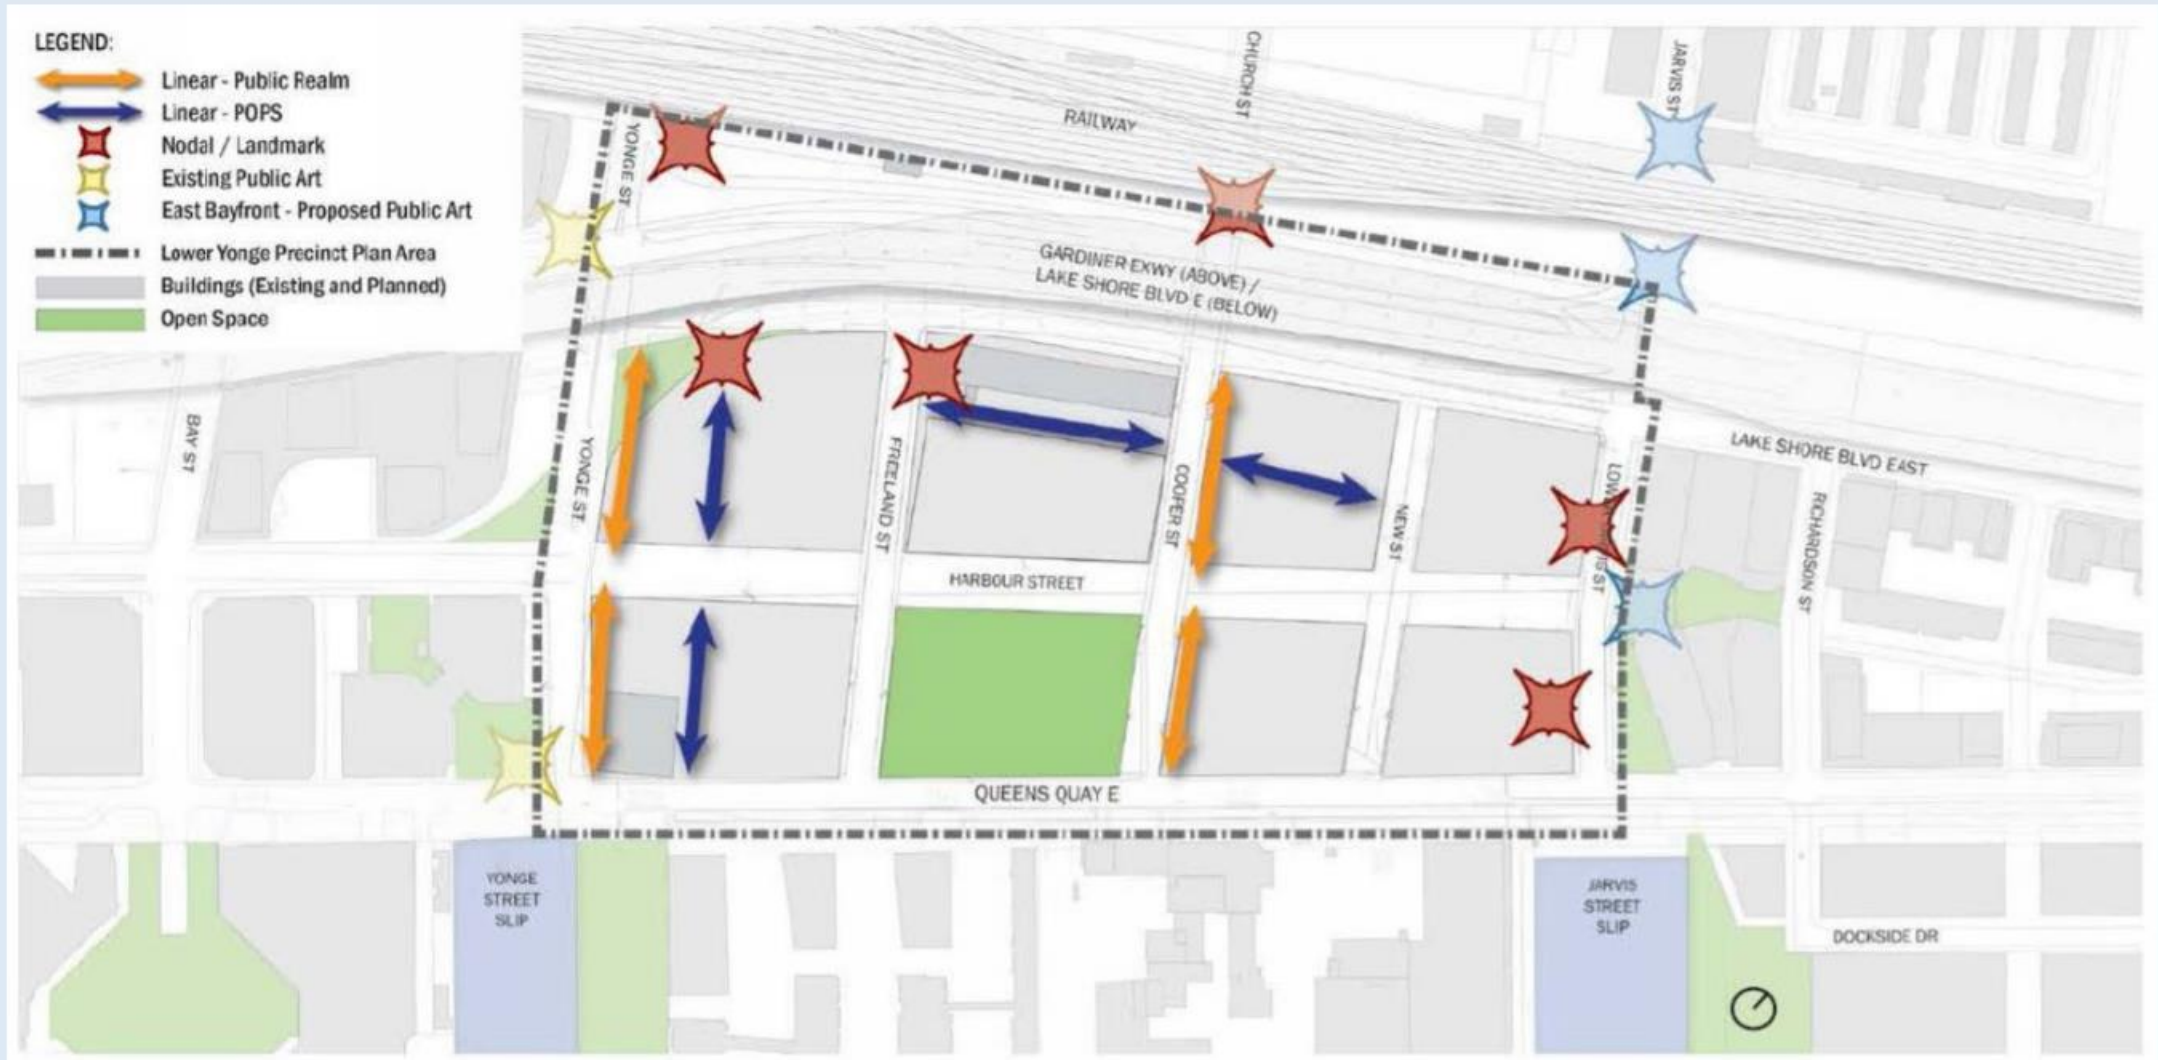 LEGEND:
Linear - Public Realm
Linear - POPS
Nodal / Landmark
Existing Public Art
East Bayfront - Proposed Public Art
Lower Yonge Precinct Plan Area
Buildings (Existing and Planned)
Open Space
CHURCH ST
JARVIS ST
RAILWAY
YONGE ST
GARDINER EXWY (ABOVE) /
LAKE SHORE BLVD E (BELOW)
BAY ST
YONGE ST
FREELAND ST
COOPER ST
NEW ST
LAKE SHORE BLVD EAST
RICHARDSON ST
HARBOUR STREET
QUEENS QUAY E
YONGE
STREET
SLIP
JARVIS
STREET
SLIP
DOCKSIDE DR